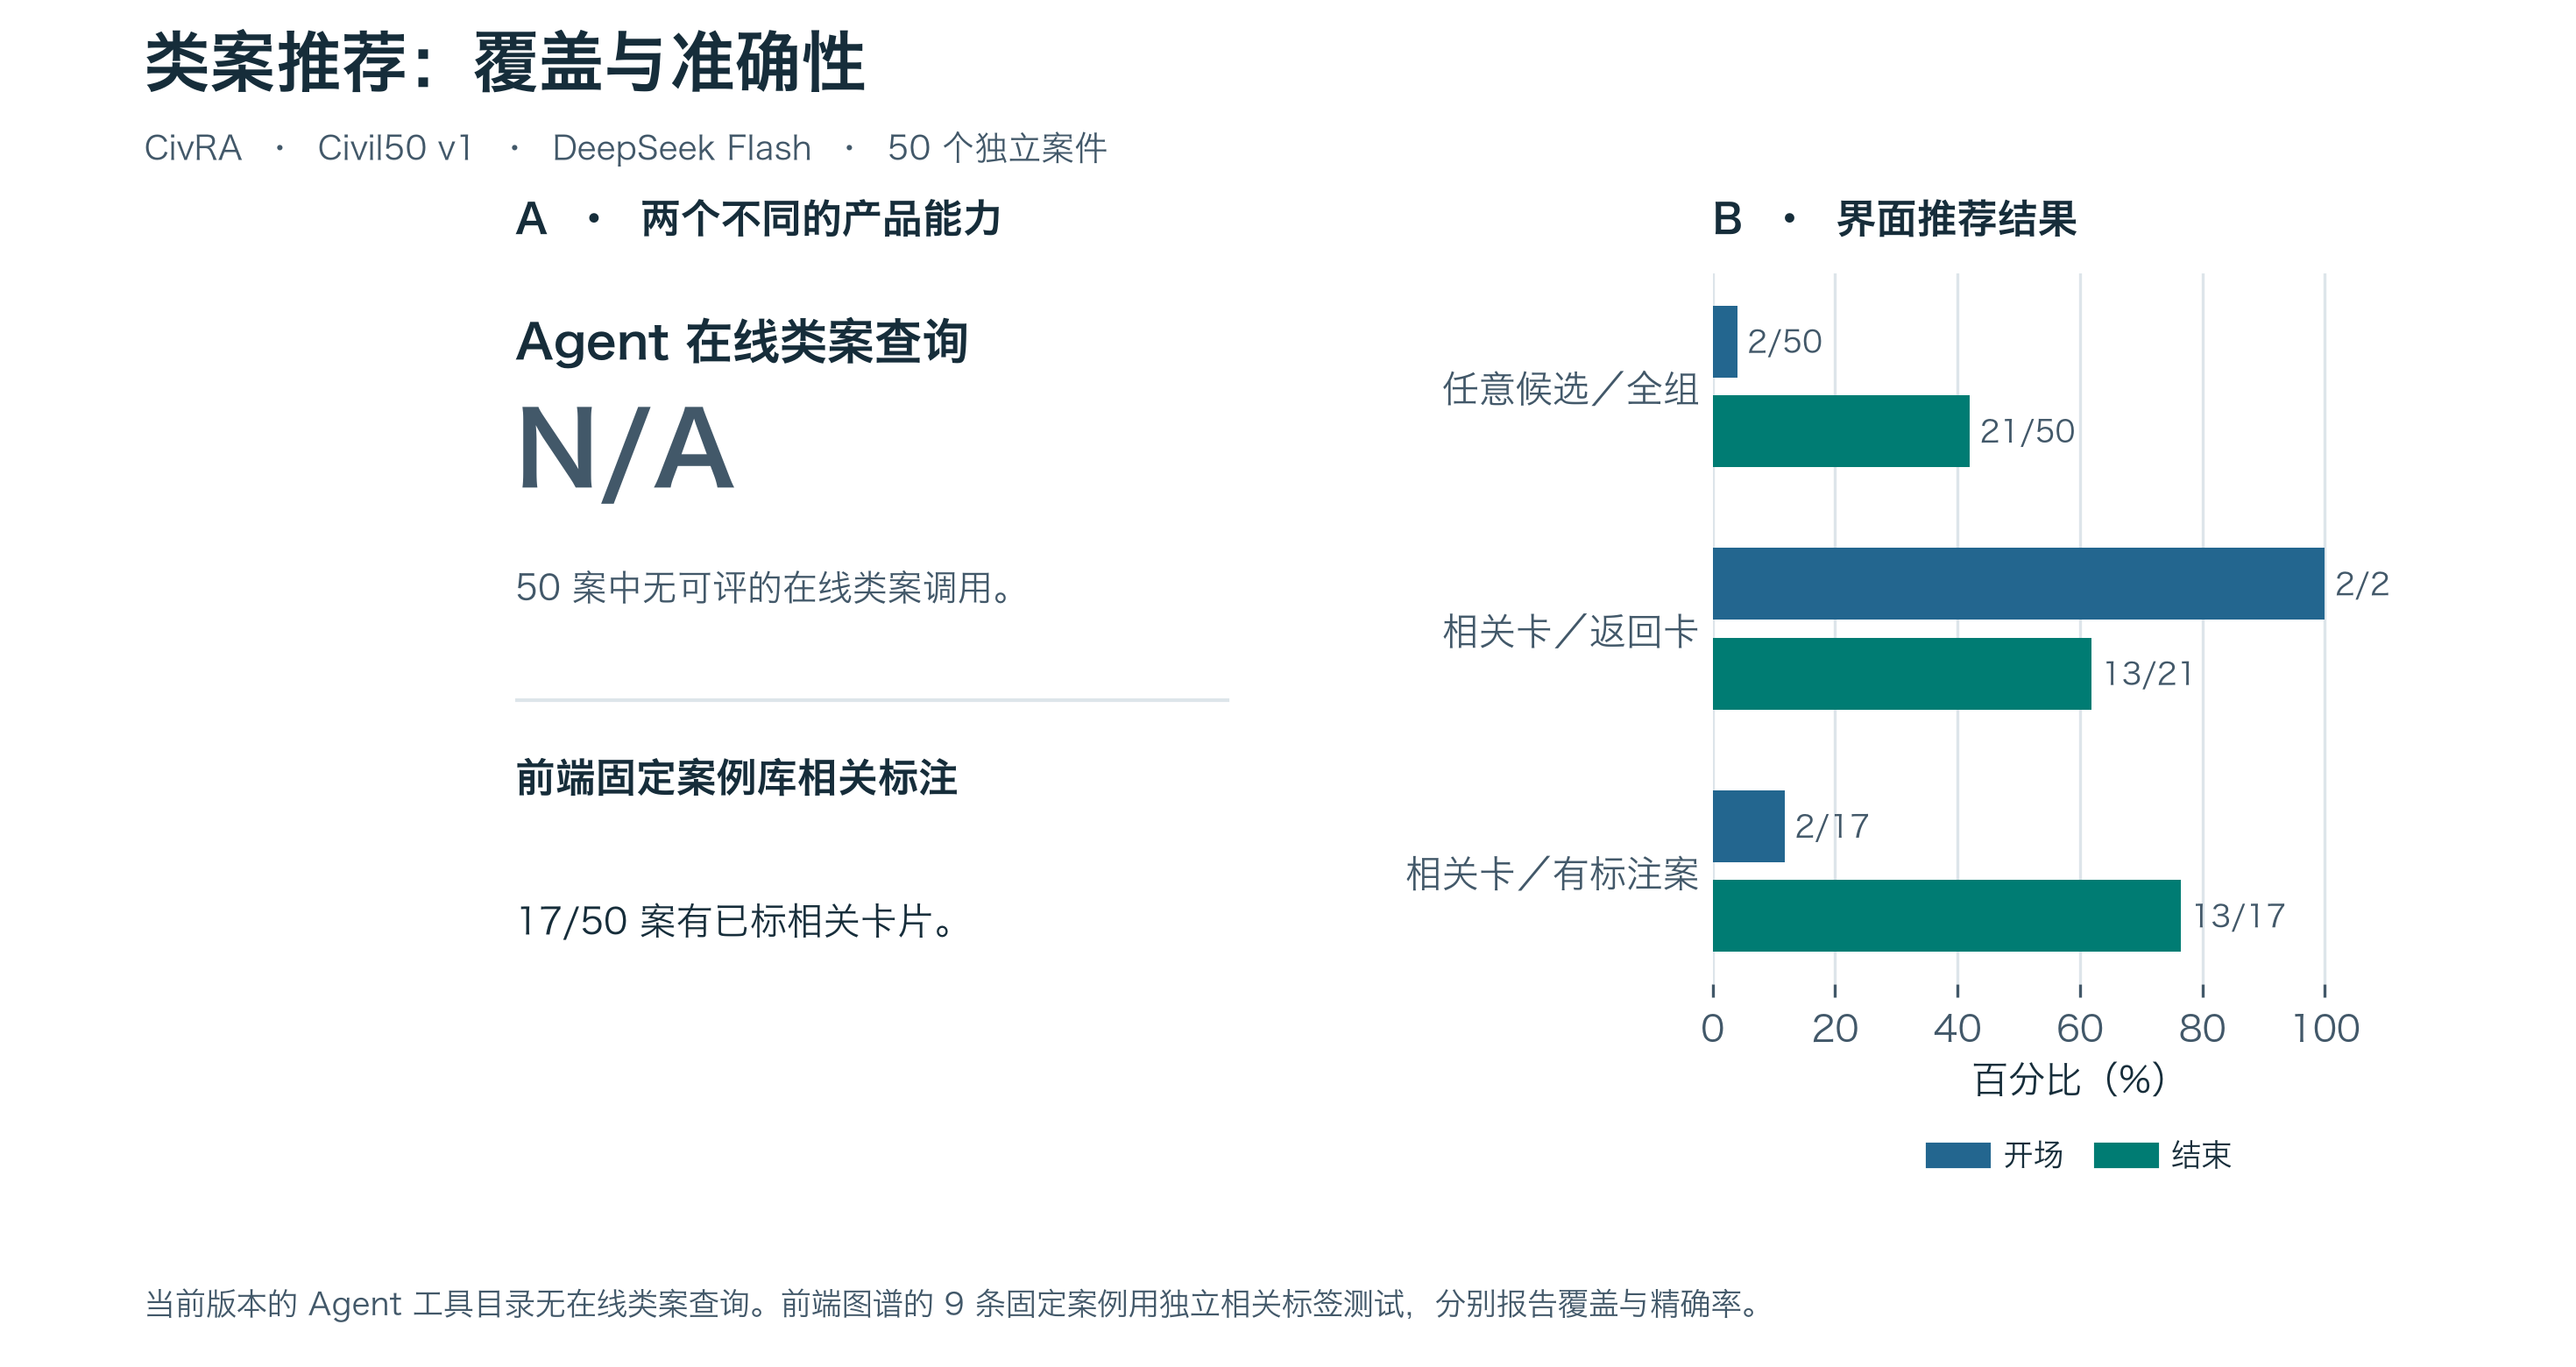 类案推荐：覆盖与准确性
CivRA · Civil50 v1 · DeepSeek Flash · 50 个独立案件
A · 两个不同的产品能力
Agent 在线类案查询
N/A
50 案中无可评的在线类案调用。
前端固定案例库相关标注
17/50 案有已标相关卡片。
B · 界面推荐结果
任意候选／全组
2/50
21/50
相关卡／返回卡
2/2
13/21
相关卡／有标注案
2/17
13/17
0 20 40 60 80 100
百分比（%）
开场 结束
当前版本的 Agent 工具目录无在线类案查询。前端图谱的 9 条固定案例用独立相关标签测试，分别报告覆盖与精确率。